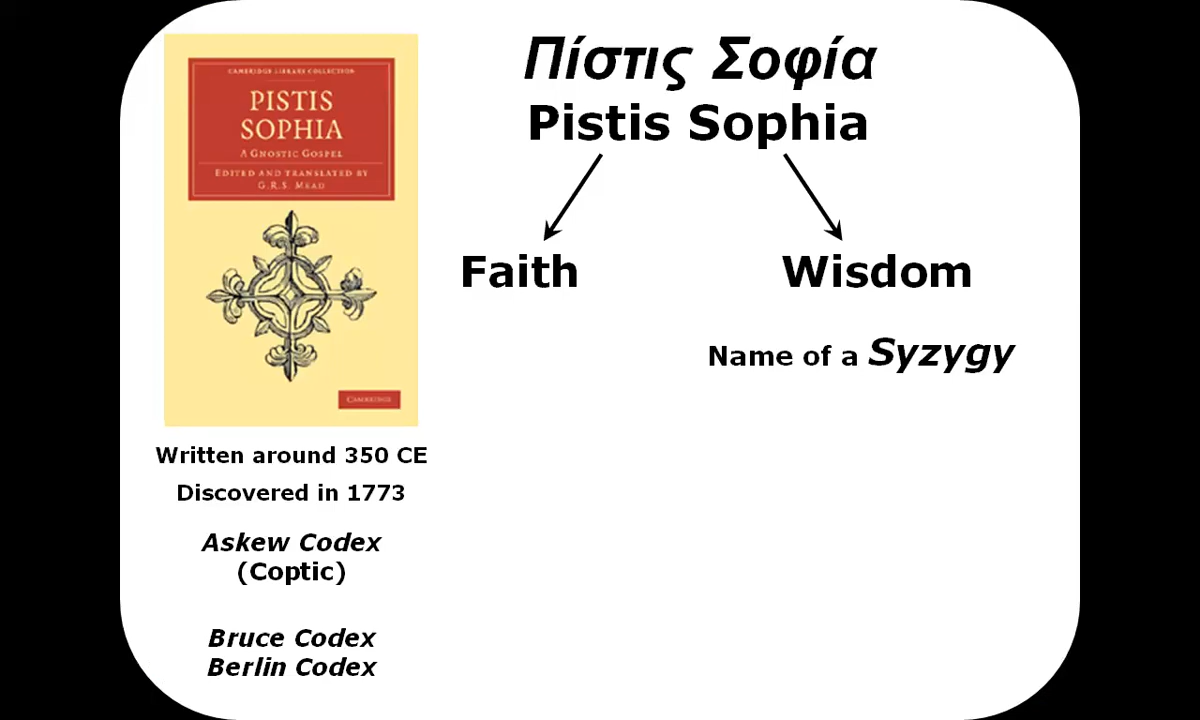 CAMBRIDGE LIBRARY COLLECTION
PISTIS
SOPHIA
A GNOSTIC GOSPEL
EDITED AND TRANSLATED BY
G.R.S. MEAD
CAMBRIDGE
Written around 350 CE
Discovered in 1773
Askew Codex
(Coptic)
Bruce Codex
Berlin Codex
Πίστις Σοφία
Pistis Sophia
Faith Wisdom
Name of a Syzygy